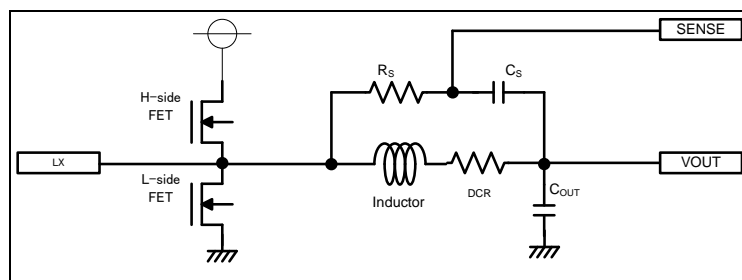 SENSE
RS
CS
H-side
FET
LX
VOUT
L-side
FET
Inductor
DCR
COUT